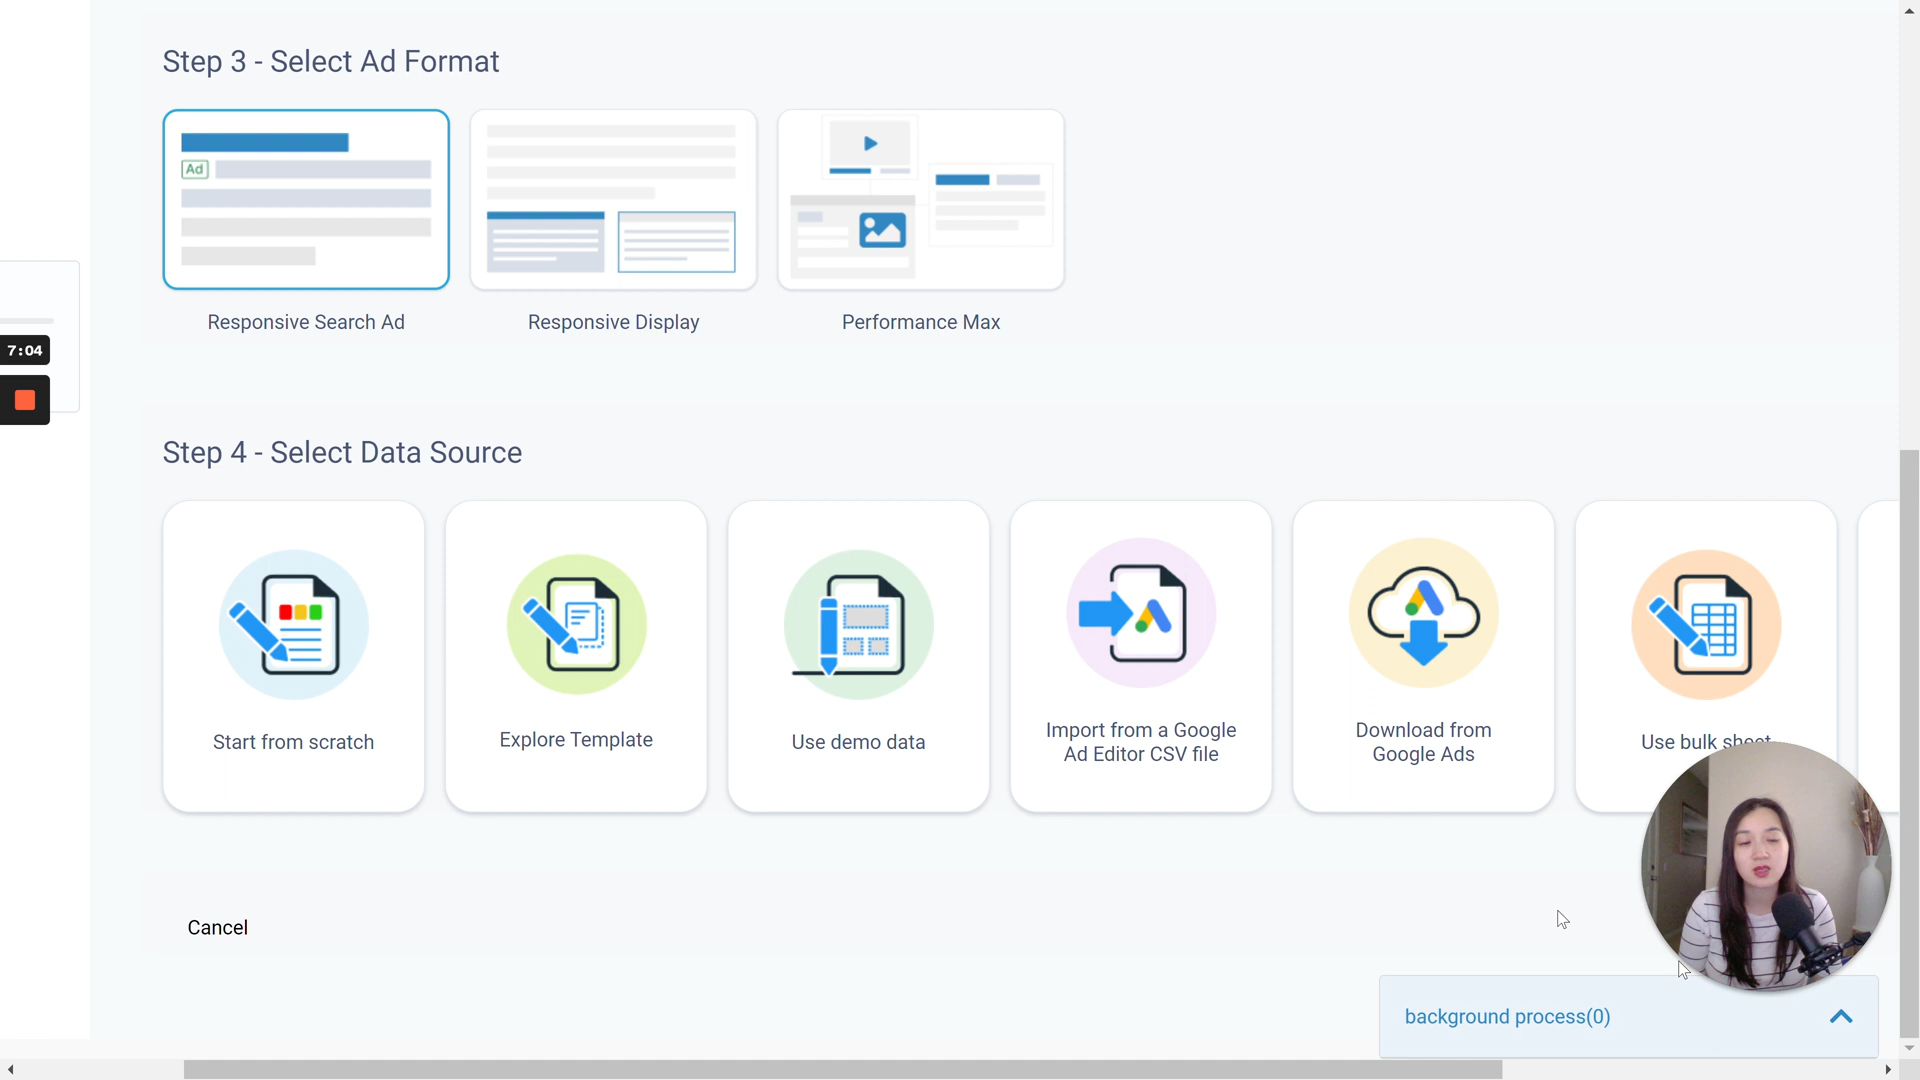 Step 3 - Select Ad Format
Ad
Responsive Search Ad
Responsive Display
Performance Max
7:04
Step 4 - Select Data Source
Start from scratch
Explore Template
Use demo data
Import from a Google
Ad Editor CSV file
Download from
Google Ads
Use bulk sheet
Cancel
background process(0)